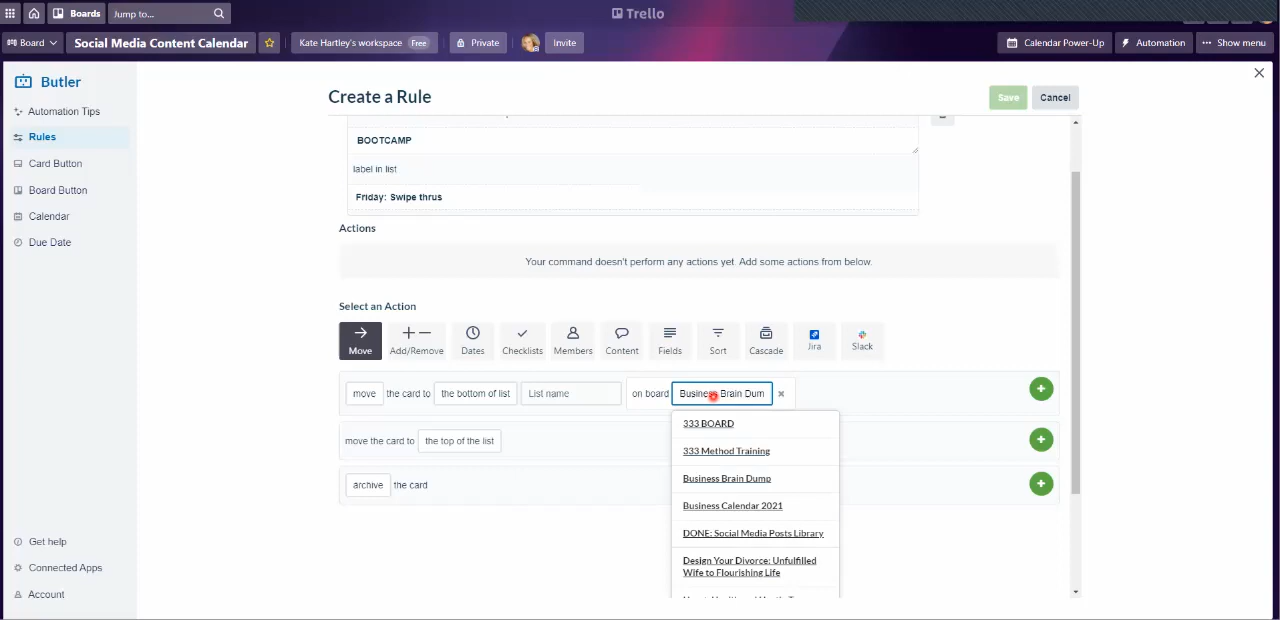 Boards
Jump to...
Trello
Board
Social Media Content Calendar
Kate Hartley's workspace Free
Private
Invite
Calendar Power-Up
Automation
Show menu
Butler
Automation Tips
Rules
Card Button
Board Button
Calendar
Due Date
Get help
Connected Apps
Account
Create a Rule
Save
Cancel
BOOTCAMP
label in list
Friday: Swipe thrus
Actions
Your command doesn't perform any actions yet. Add some actions from below.
Select an Action
Move
Add/Remove
Dates
Checklists
Members
Content
Fields
Sort
Cascade
Jira
Slack
move the card to the bottom of list List name on board Business Brain Dum
333 BOARD
333 Method Training
Business Brain Dump
Business Calendar 2021
DONE: Social Media Posts Library
Design Your Divorce: Unfulfilled
Wife to Flourishing Life
move the card to the top of the list
archive the card